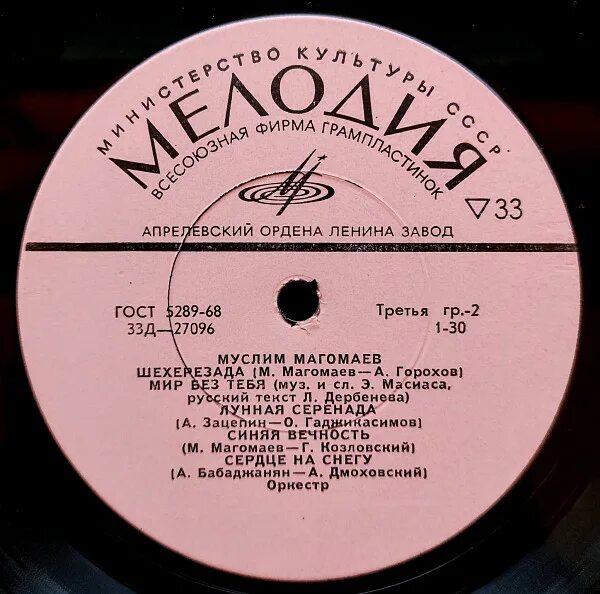 МИНИСТЕРСТВО КУЛЬТУРЫ СССР
МЕЛОДИЯ
ВСЕСОЮЗНАЯ ФИРМА ГРАМПЛАСТИНОК
▽33
АПРЕЛЕВСКИЙ ОРДЕНА ЛЕНИНА ЗАВОД
ГОСТ 5289-68 Третья гр.-2
33Д—27096 1-30
МУСЛИМ МАГОМАЕВ
ШЕХЕРЕЗАДА (М. Магомаев—А. Горохов)
МИР БЕЗ ТЕБЯ (муз. и сл. Э. Масиаса,
русский текст Л. Дербенева)
ЛУННАЯ СЕРЕНАДА
(А. Зацепин—О. Гаджикасимов)
СИНЯЯ ВЕЧНОСТЬ
(М. Магомаев—Г. Козловский)
СЕРДЦЕ НА СНЕГУ
(А. Бабаджанян—А. Дмоховский)
Оркестр